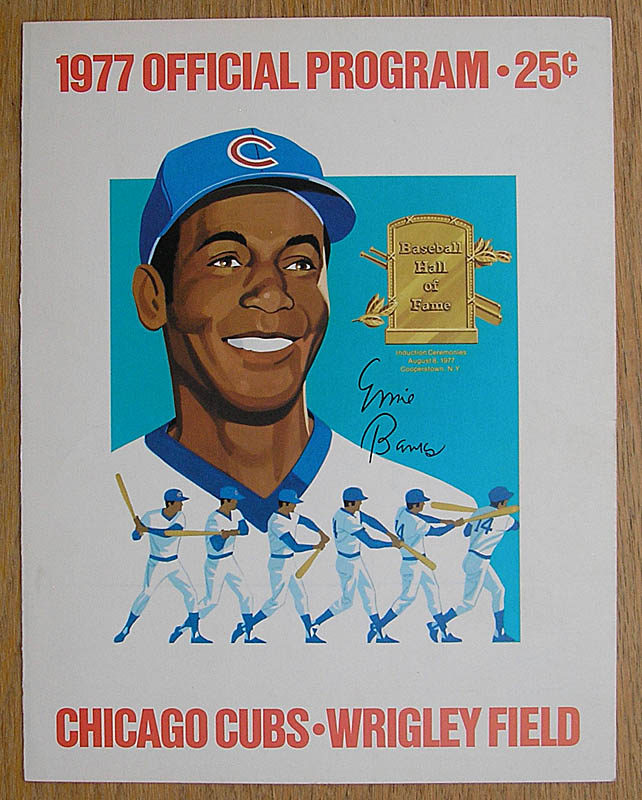 1977 OFFICIAL PROGRAM • 25¢
C
Baseball
Hall
of
Fame
Induction Ceremonies
August 8, 1977
Cooperstown, N.Y.
Ernie
Banks
14
14
CHICAGO CUBS • WRIGLEY FIELD